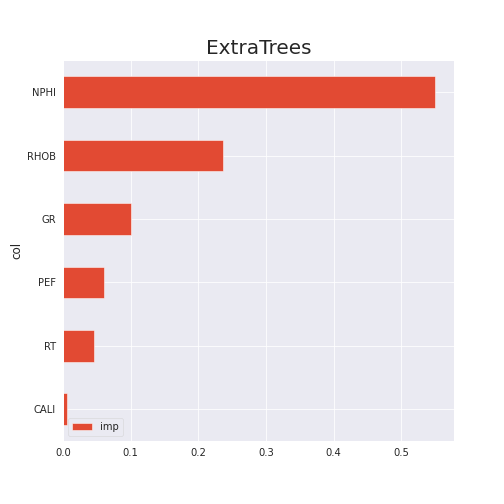 ExtraTrees
NPHI
RHOB
GR
PEF
RT
CALI
col
imp
0.0 0.1 0.2 0.3 0.4 0.5